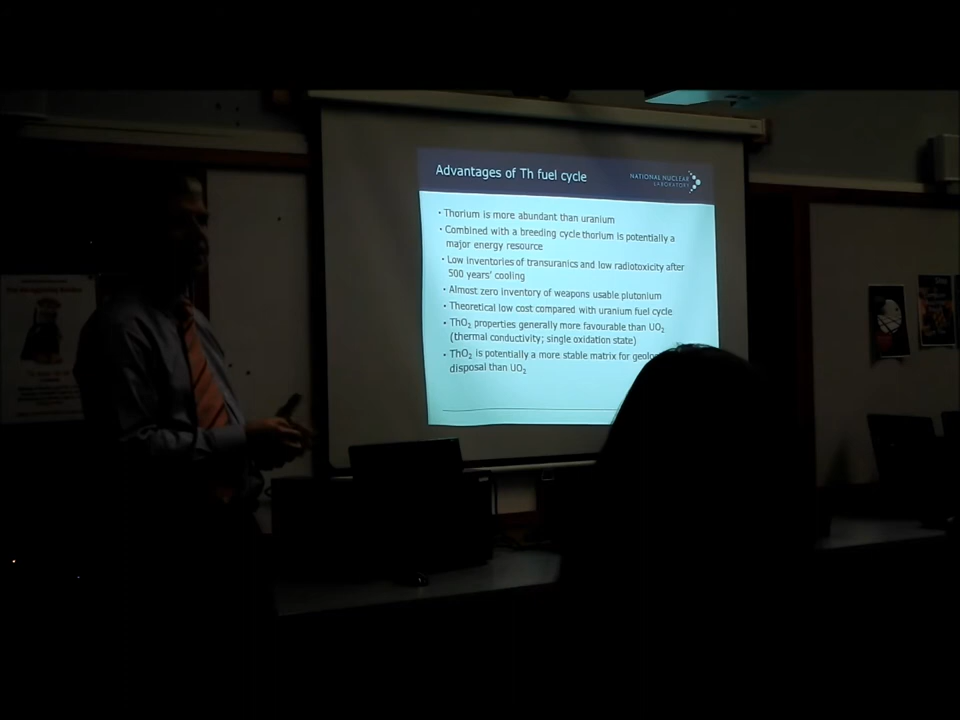 Advantages of Th fuel cycle
NATIONAL NUCLEAR
LABORATORY
• Thorium is more abundant than uranium
• Combined with a breeding cycle thorium is potentially a
major energy resource
• Low inventories of transuranics and low radiotoxicity after
500 years' cooling
• Almost zero inventory of weapons usable plutonium
• Theoretical low cost compared with uranium fuel cycle
• ThO₂ properties generally more favourable than UO₂
(thermal conductivity; single oxidation state)
• ThO₂ is potentially a more stable matrix for
disposal than UO₂